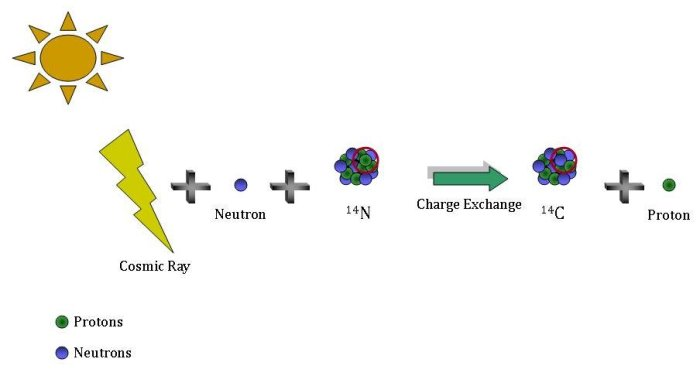 Neutron
¹⁴N
Charge Exchange
¹⁴C
Proton
Cosmic Ray
Protons
Neutrons